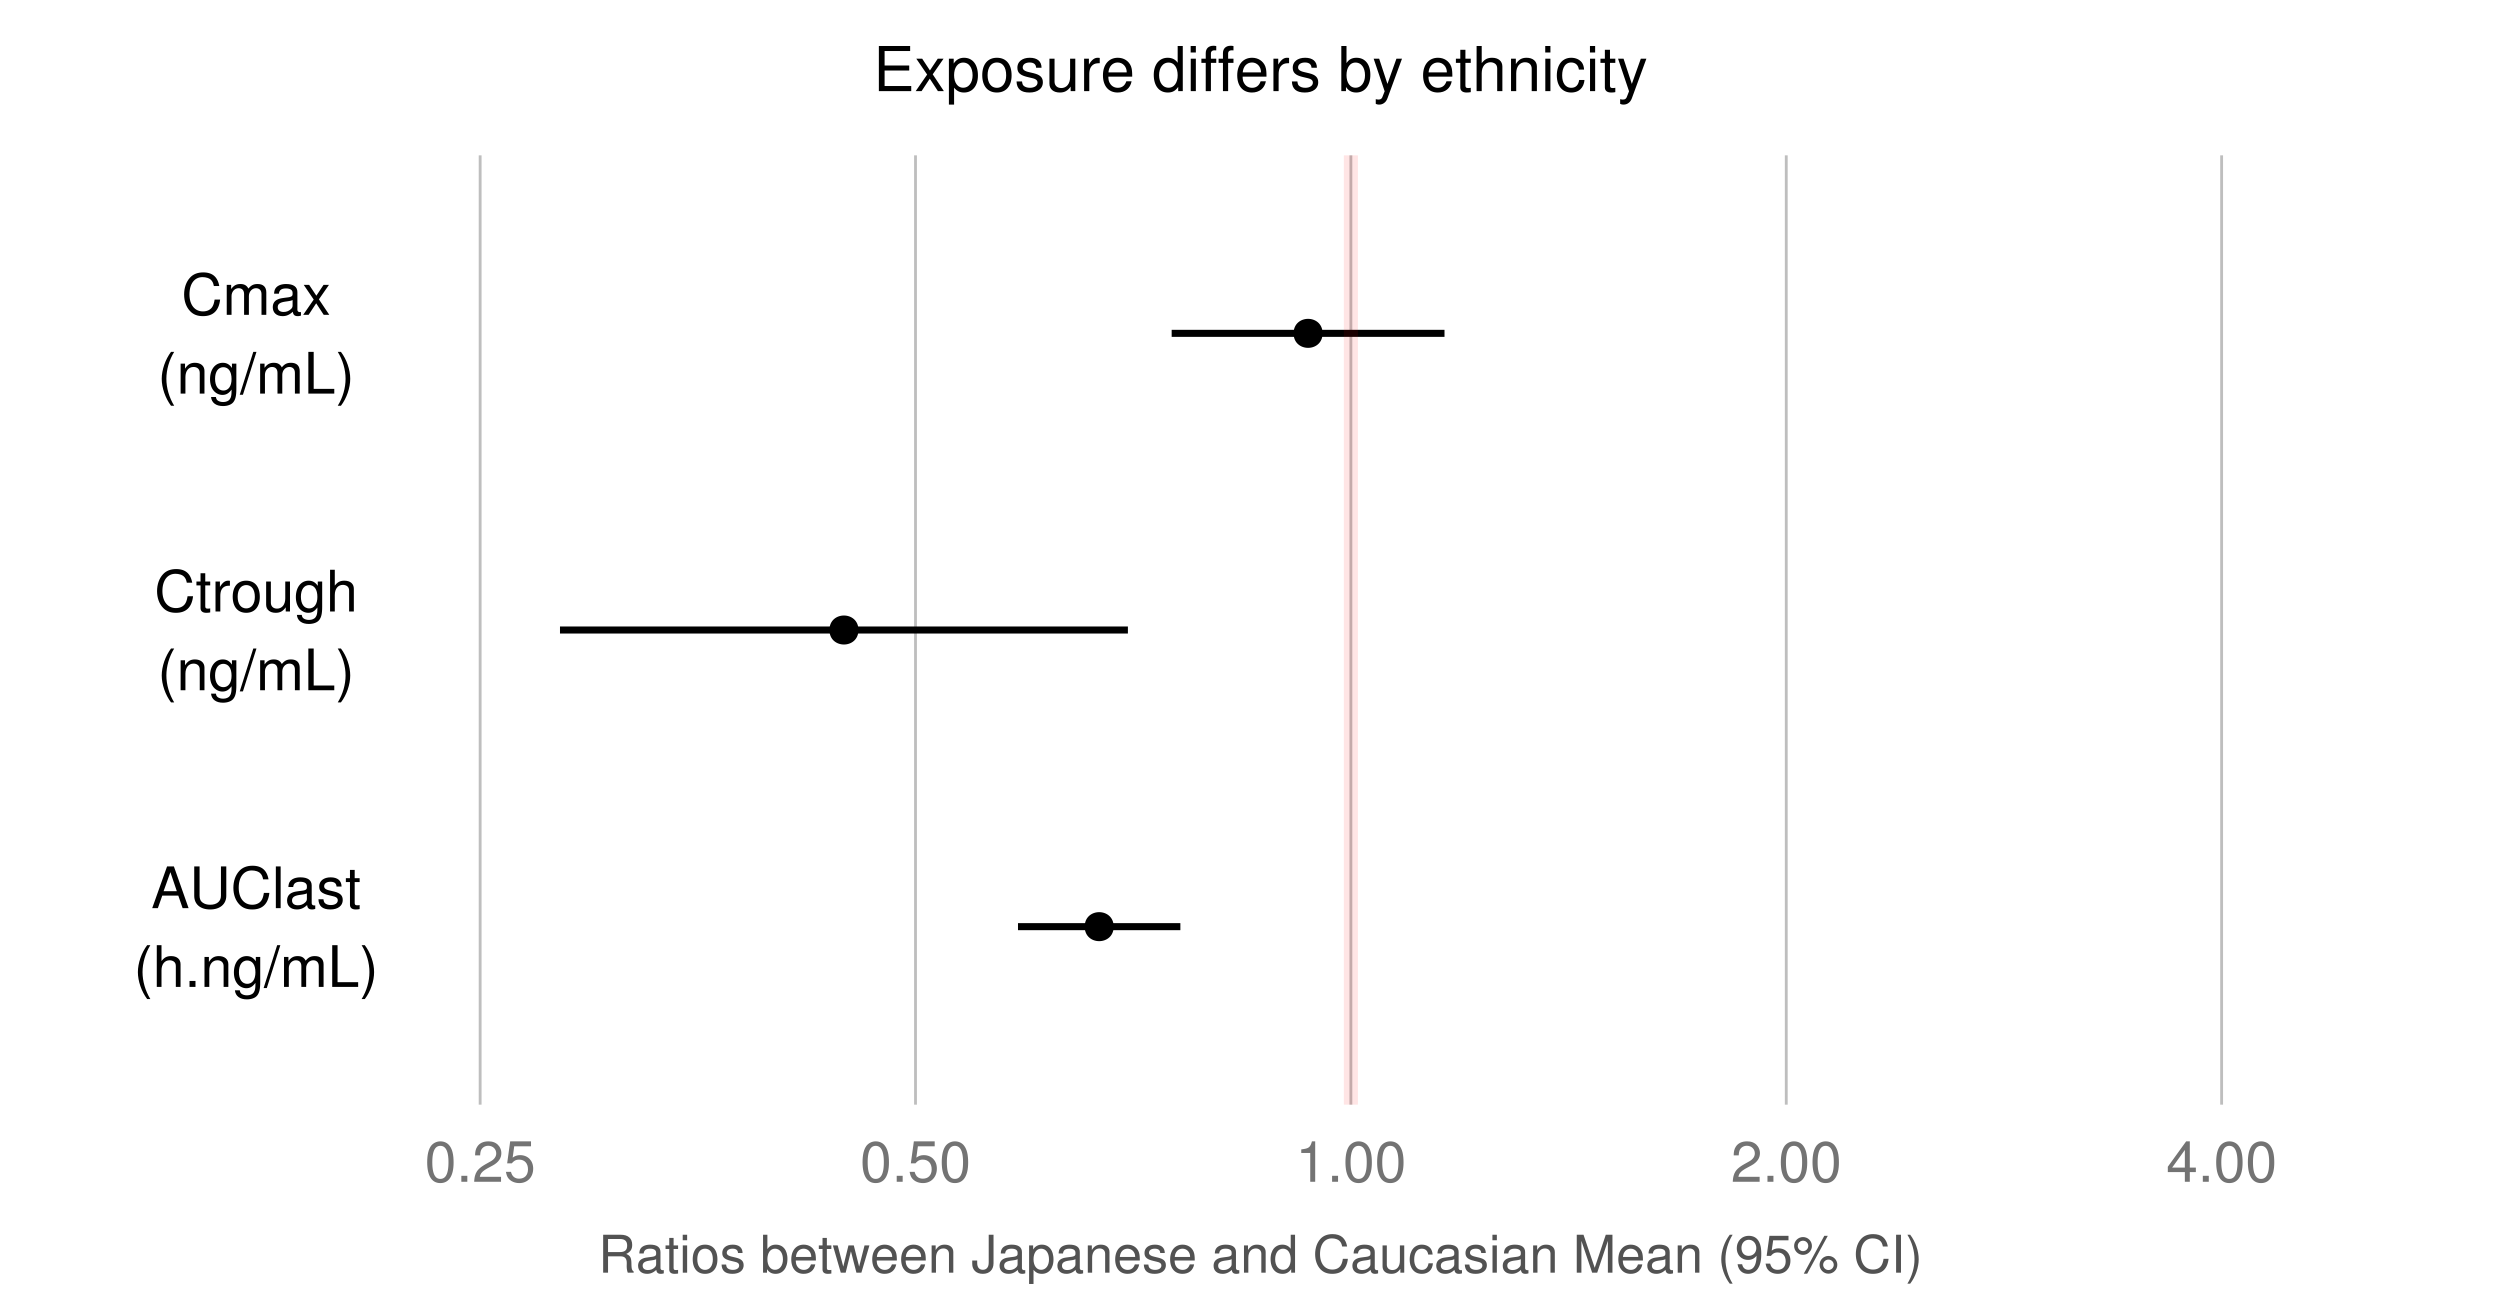 Exposure differs by ethnicity
Cmax
(ng/mL)
Ctrough
(ng/mL)
AUClast
(h.ng/mL)
0.25 0.50 1.00 2.00 4.00
Ratios between Japanese and Caucasian Mean (95% CI)